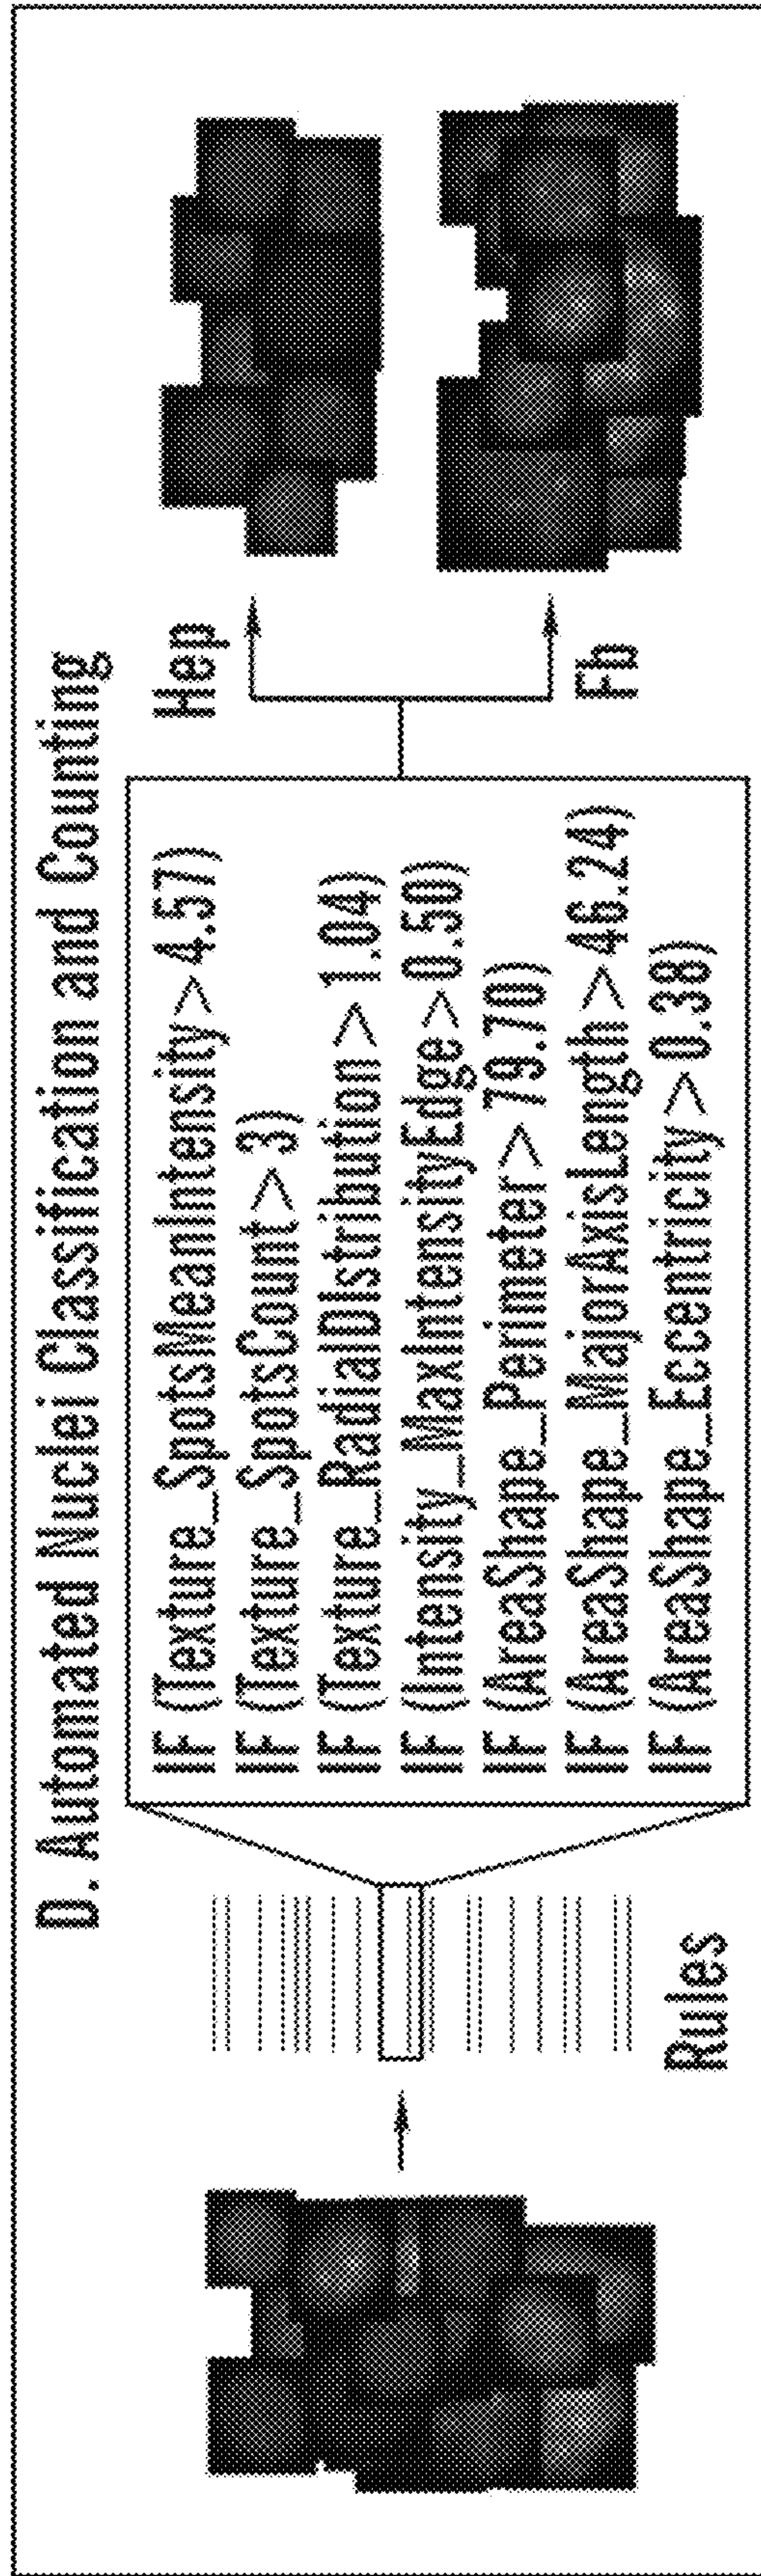 D. Automated Nuclei Classification and Counting
Rules
IF (Texture_SpotsMeanIntensity > 4.57)
IF (Texture_SpotsCount > 3)
IF (Texture_RadialDIstribution > 1.04)
IF (Intensity_MaxIntensityEdge > 0.50)
IF (AreaShape_Perimeter > 79.70)
IF (AreaShape_MajorAxisLength > 46.24)
IF (AreaShape_Eccentricity > 0.38)
Hep
Fb